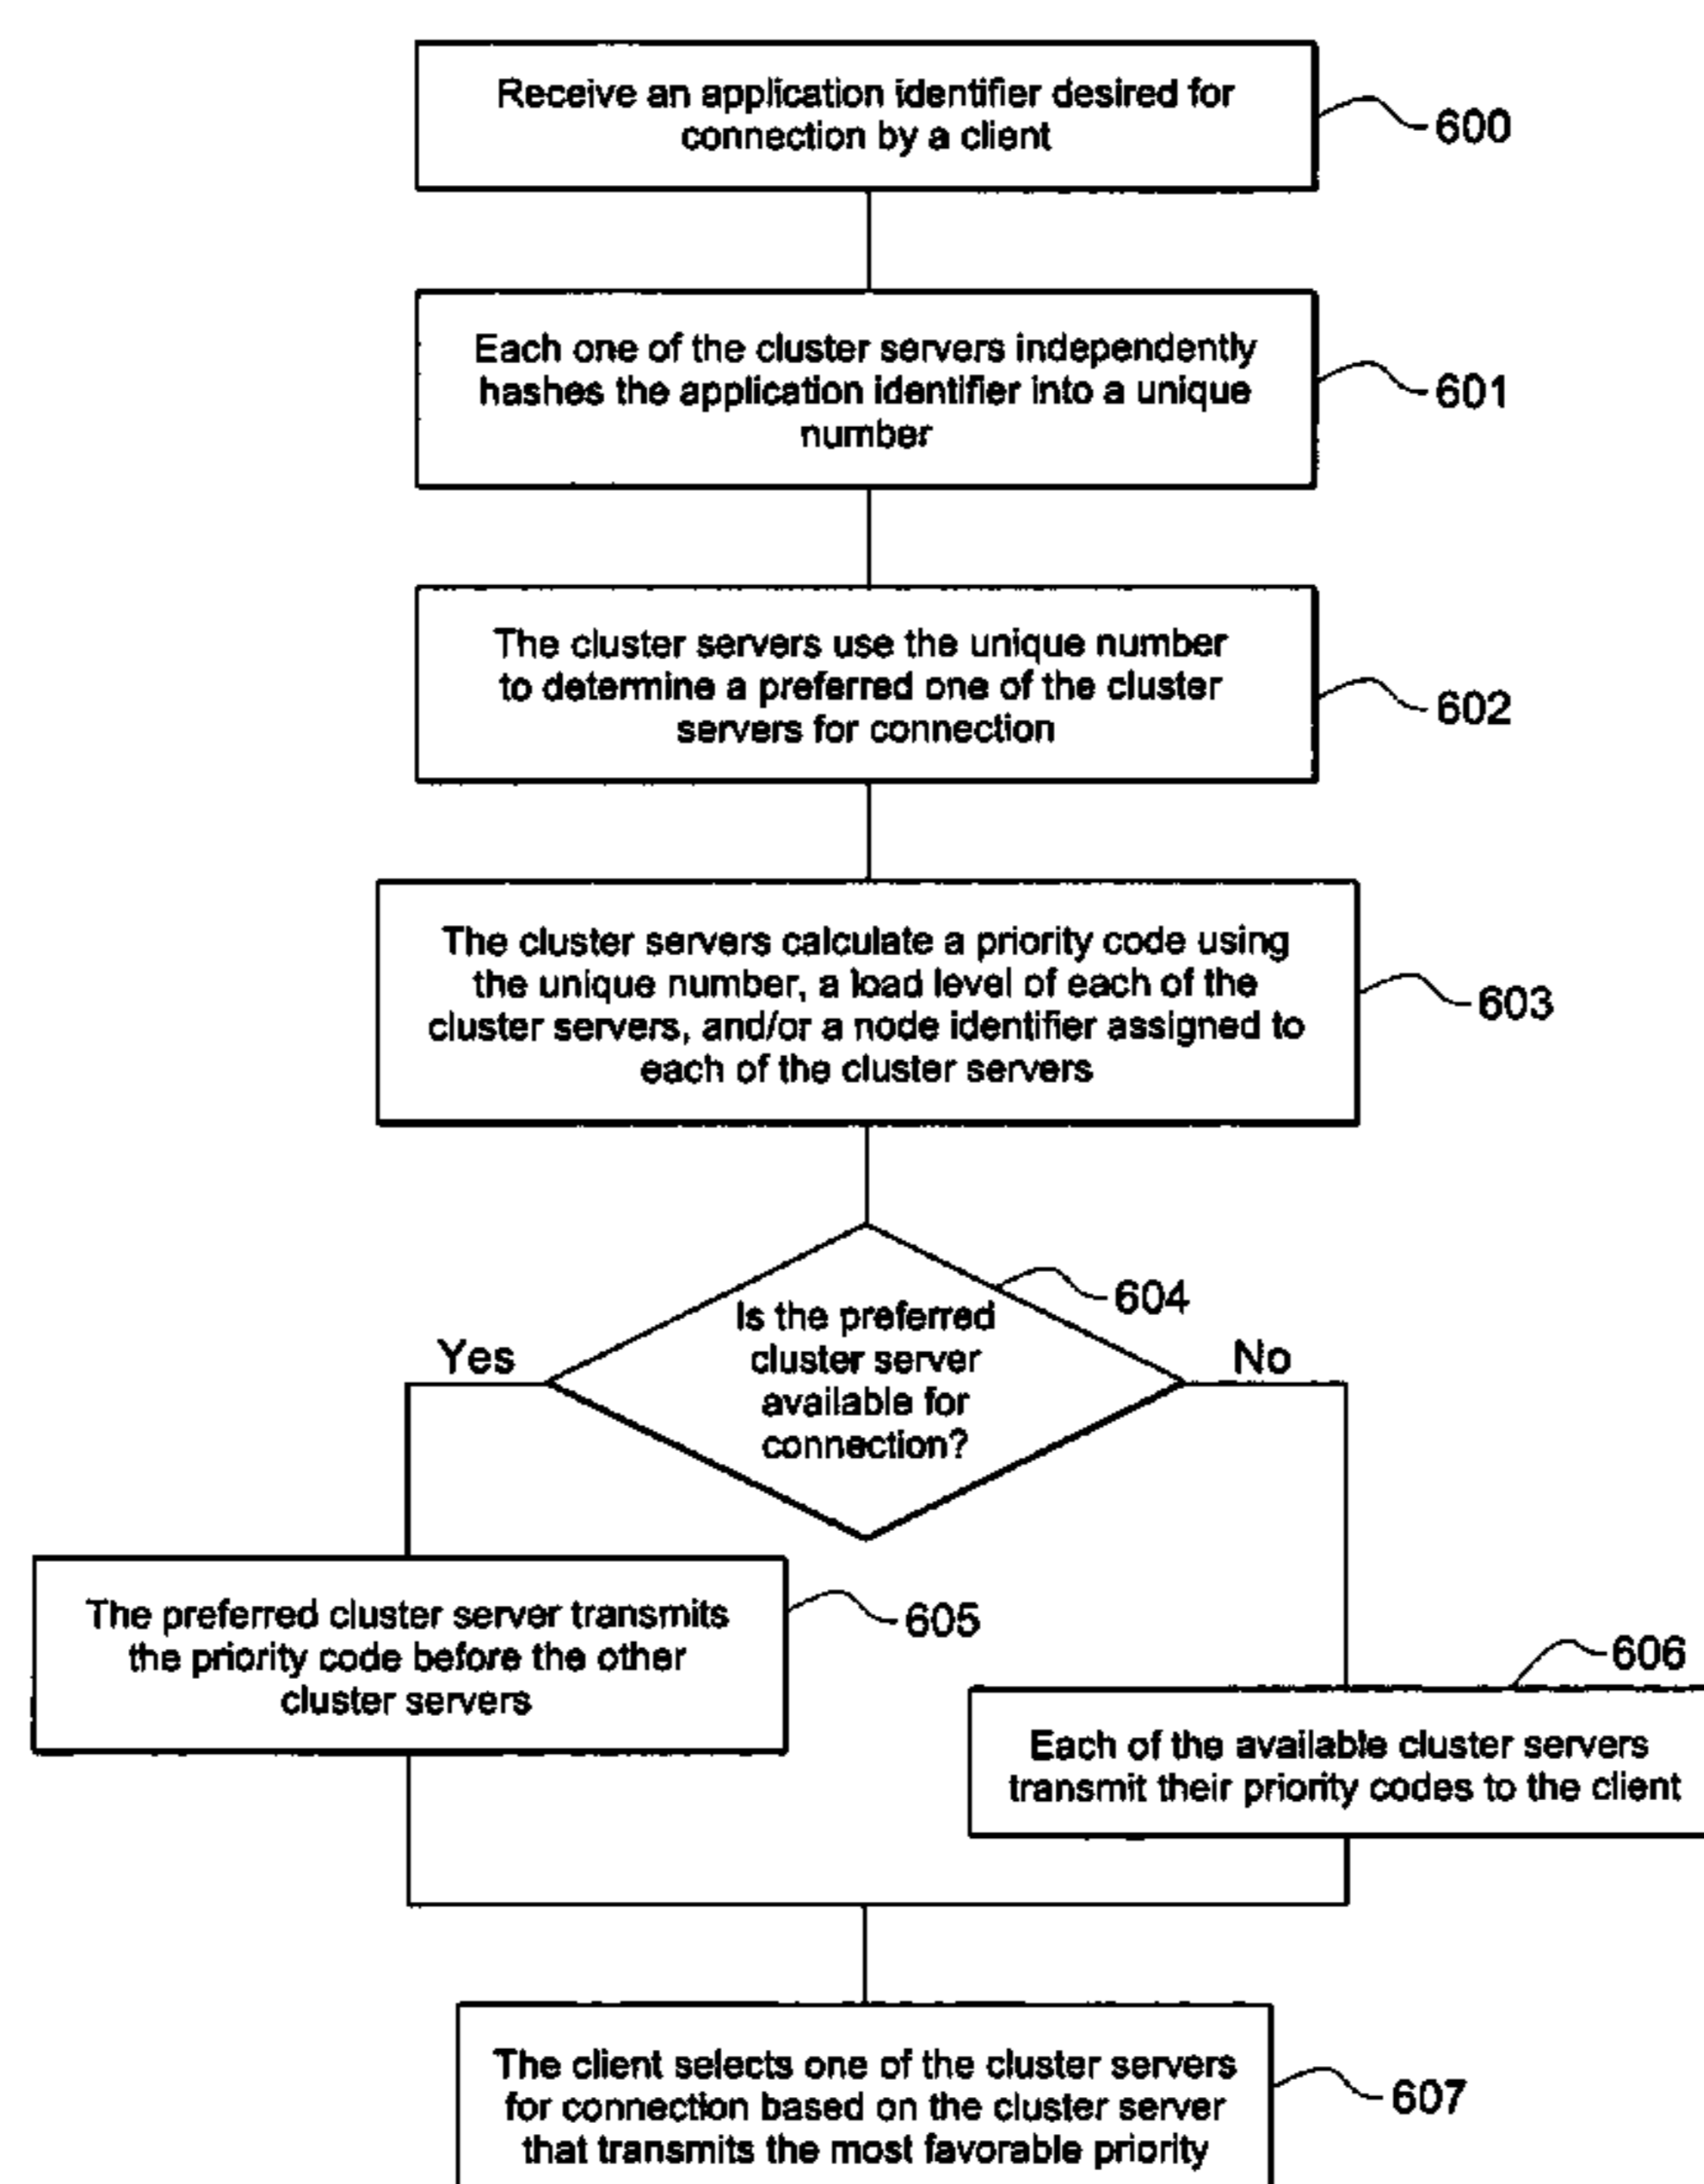 Receive an application identifier desired for
connection by a client
600
Each one of the cluster servers independently
hashes the application identifier into a unique
number
601
The cluster servers use the unique number
to determine a preferred one of the cluster
servers for connection
602
The cluster servers calculate a priority code using
the unique number, a load level of each of the
cluster servers, and/or a node identifier assigned to
each of the cluster servers
603
604
Is the preferred
cluster server
available for
connection?
Yes
No
The preferred cluster server transmits
the priority code before the other
cluster servers
605
606
Each of the available cluster servers
transmit their priority codes to the client
The client selects one of the cluster servers
for connection based on the cluster server
that transmits the most favorable priority
607